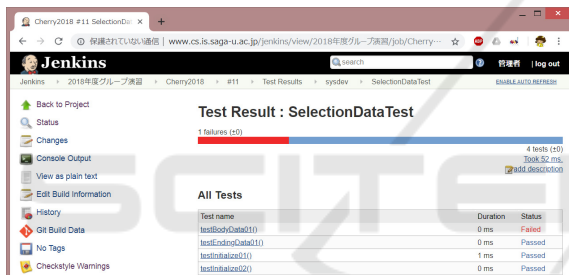 Cherry2018 #11 SelectionDat
保護されていない通信 | www.cs.is.saga-u.ac.jp/jenkins/view/2018年度グループ演習/job/Cherry…
Jenkins
search
管理者 | log out
Jenkins 2018年度グループ演習 Cherry2018 #11 Test Results sysdev SelectionDataTest ENABLE AUTO REFRESH
Back to Project
Status
Changes
Console Output
View as plain text
Edit Build Information
History
Git Build Data
No Tags
Checkstyle Warnings
Test Result : SelectionDataTest
1 failures (±0)
4 tests (±0)
Took 52 ms.
add description
All Tests
Test name Duration Status
testBodyData01() 0 ms Failed
testEndingData01() 0 ms Passed
testInitialize01() 1 ms Passed
testInitialize02() 0 ms Passed
SCITE